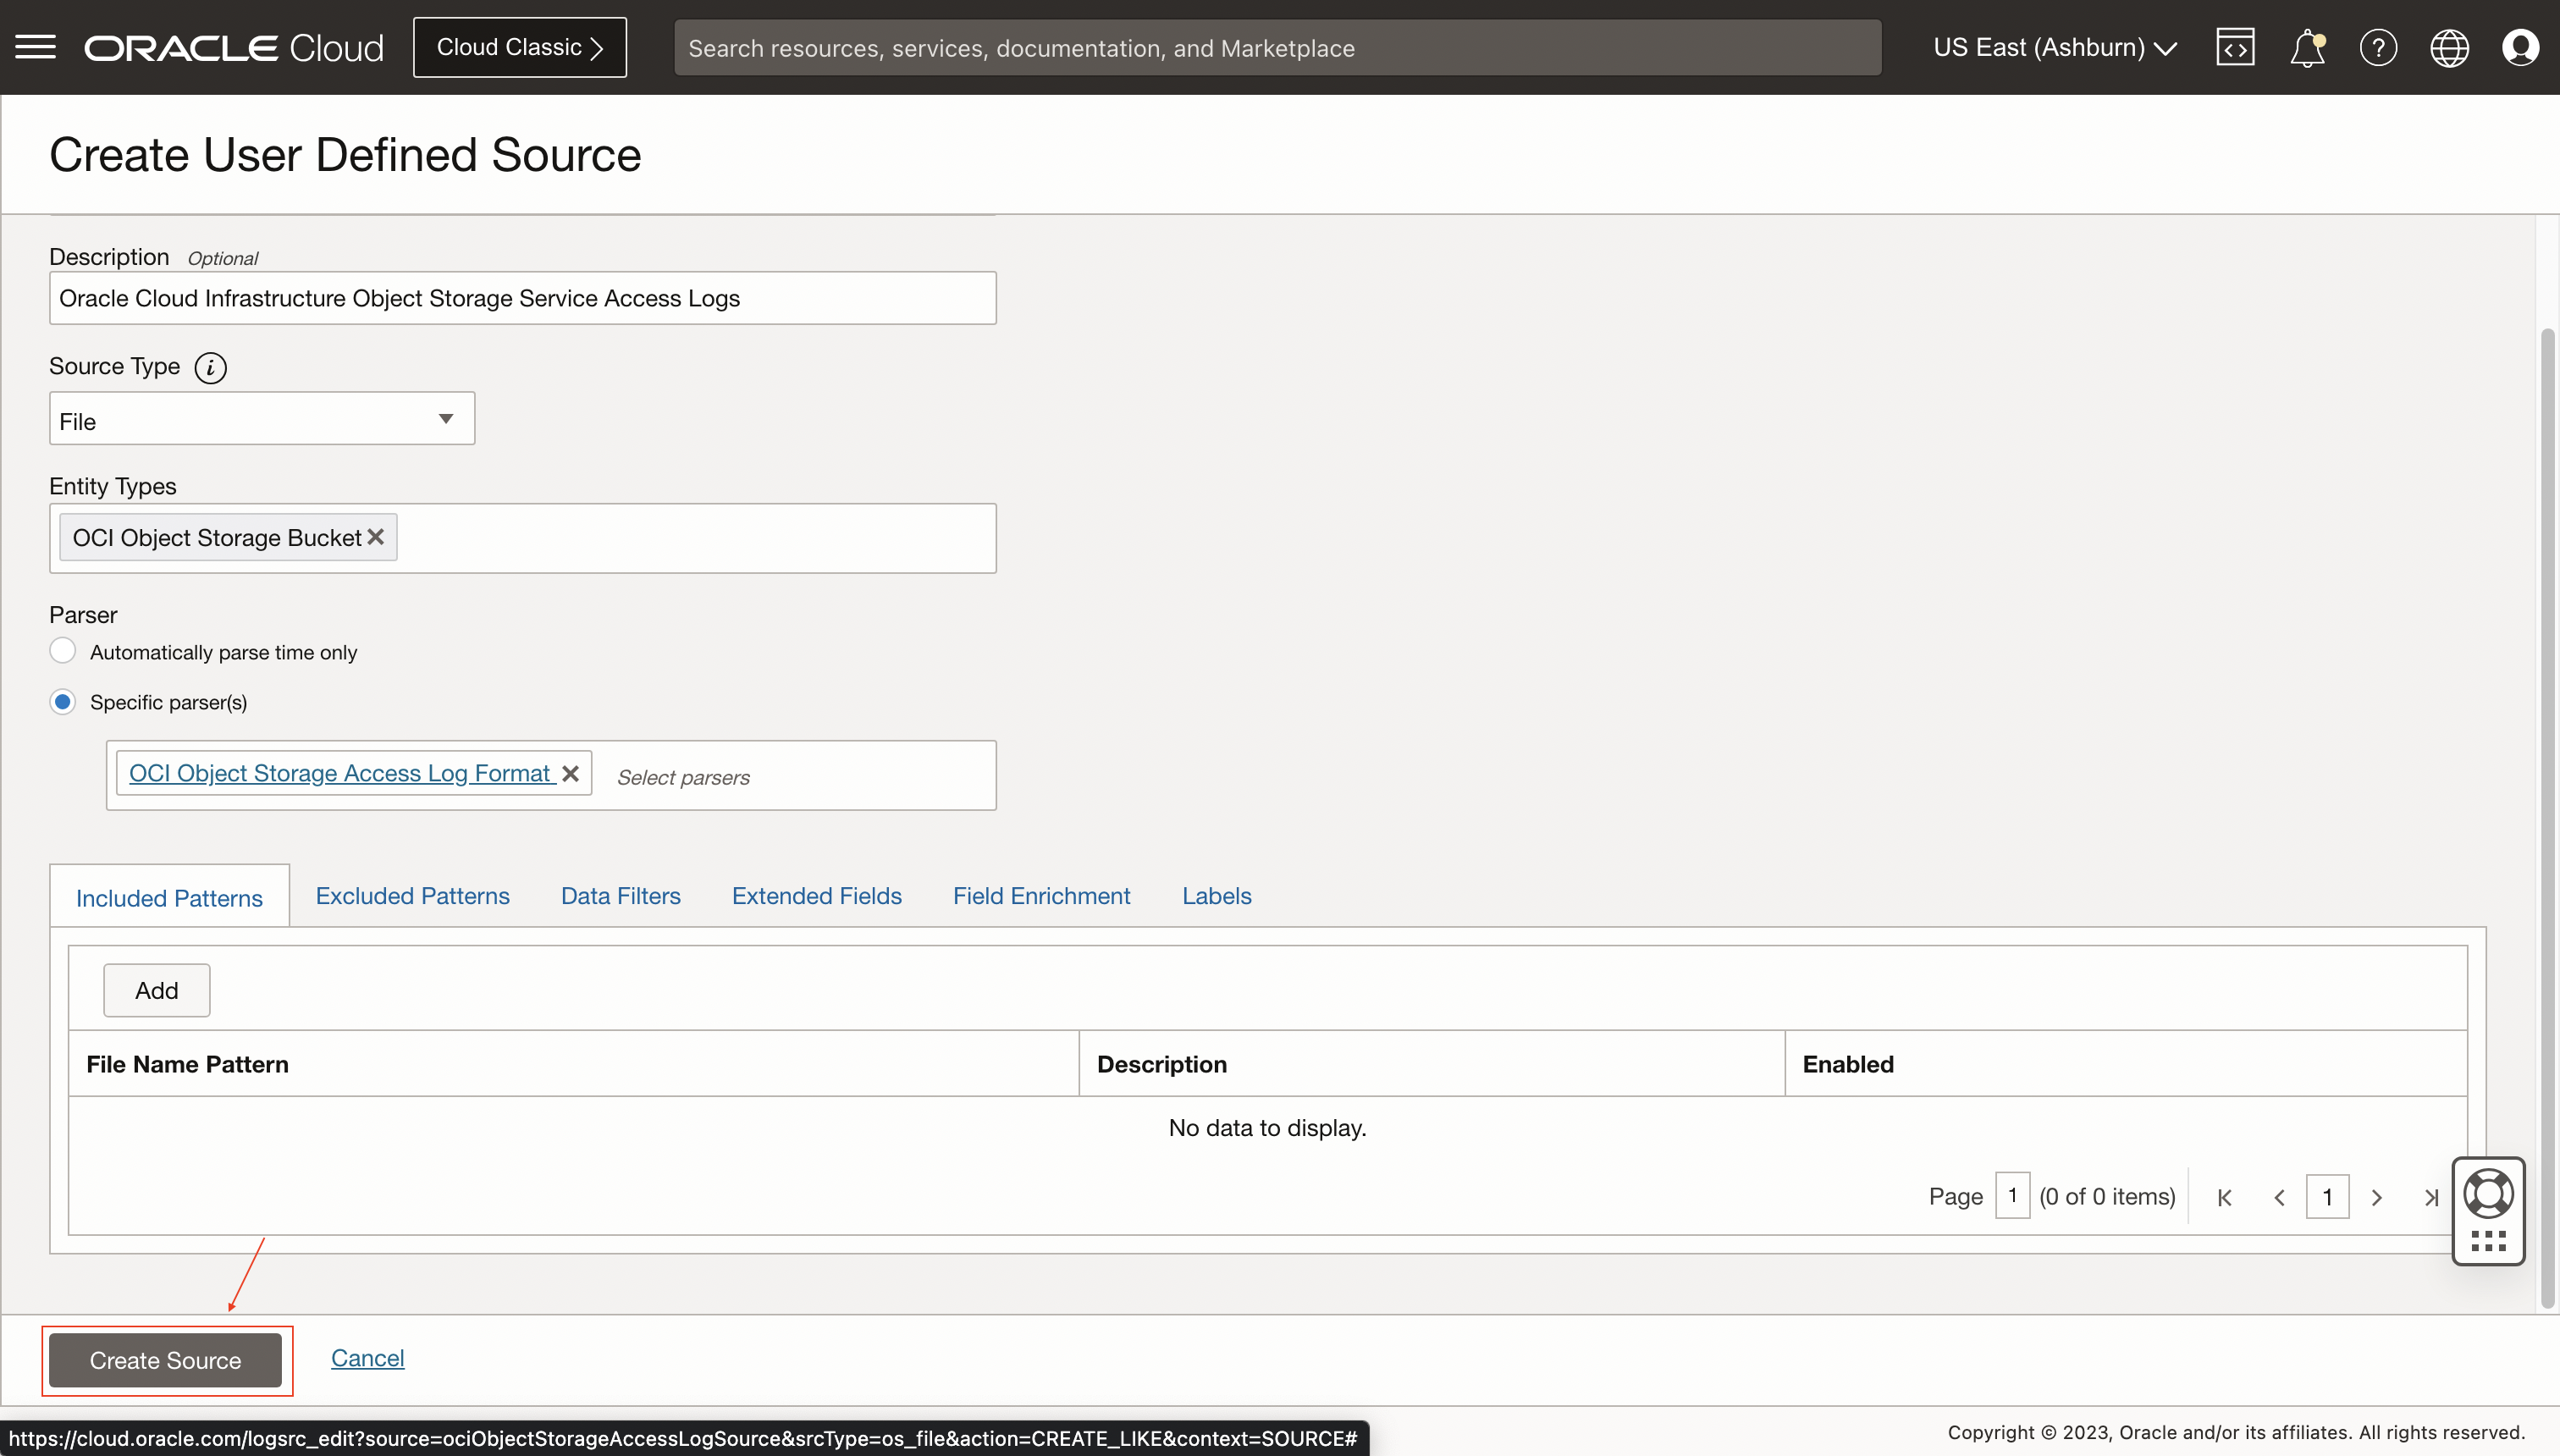 ORACLE Cloud
Cloud Classic
Search resources, services, documentation, and Marketplace
US East (Ashburn)
Create User Defined Source
Description Optional
Oracle Cloud Infrastructure Object Storage Service Access Logs
Source Type i
File
Entity Types
OCI Object Storage Bucket
Parser
Automatically parse time only
Specific parser(s)
OCI Object Storage Access Log Format Select parsers
Included Patterns Excluded Patterns Data Filters Extended Fields Field Enrichment Labels
Add
File Name Pattern Description Enabled
No data to display.
Page 1 (0 of 0 items) 1
Create Source Cancel
https://cloud.oracle.com/logsrc_edit?source=ociObjectStorageAccessLogSource&srcType=os_file&action=CREATE_LIKE&context=SOURCE#
Copyright © 2023, Oracle and/or its affiliates. All rights reserved.